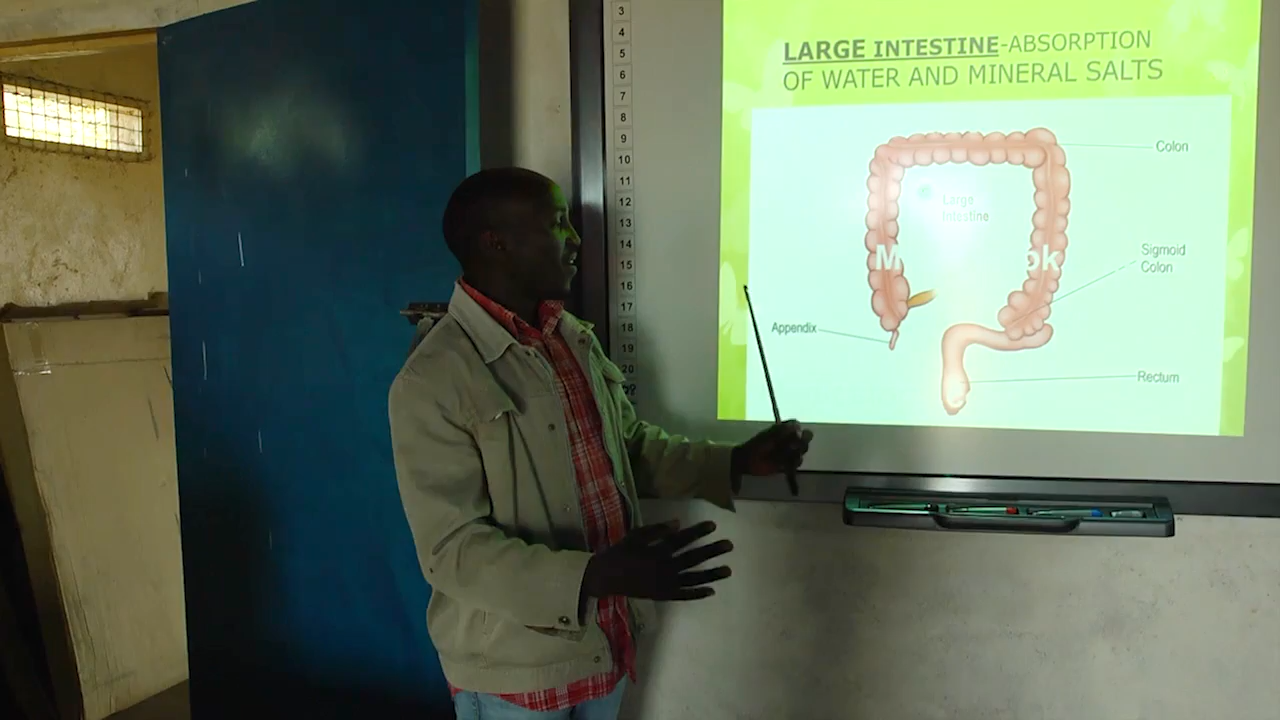 3
4
5
6
7
8
9
10
11
12
13
14
15
16
17
18
19
20
LARGE INTESTINE-ABSORPTION
OF WATER AND MINERAL SALTS
Colon
Large
Intestine
Sigmoid
Colon
Appendix
Rectum